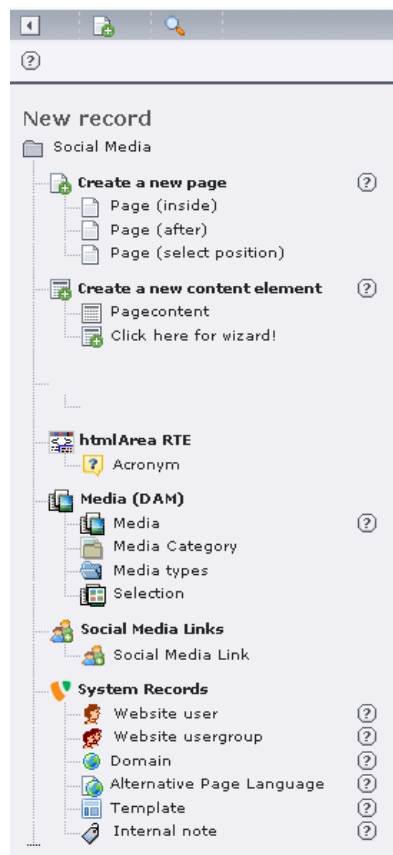 New record
Social Media
Create a new page
Page (inside)
Page (after)
Page (select position)
Create a new content element
Pagecontent
Click here for wizard!
htmlArea RTE
Acronym
Media (DAM)
Media
Media Category
Media types
Selection
Social Media Links
Social Media Link
System Records
Website user
Website usergroup
Domain
Alternative Page Language
Template
Internal note